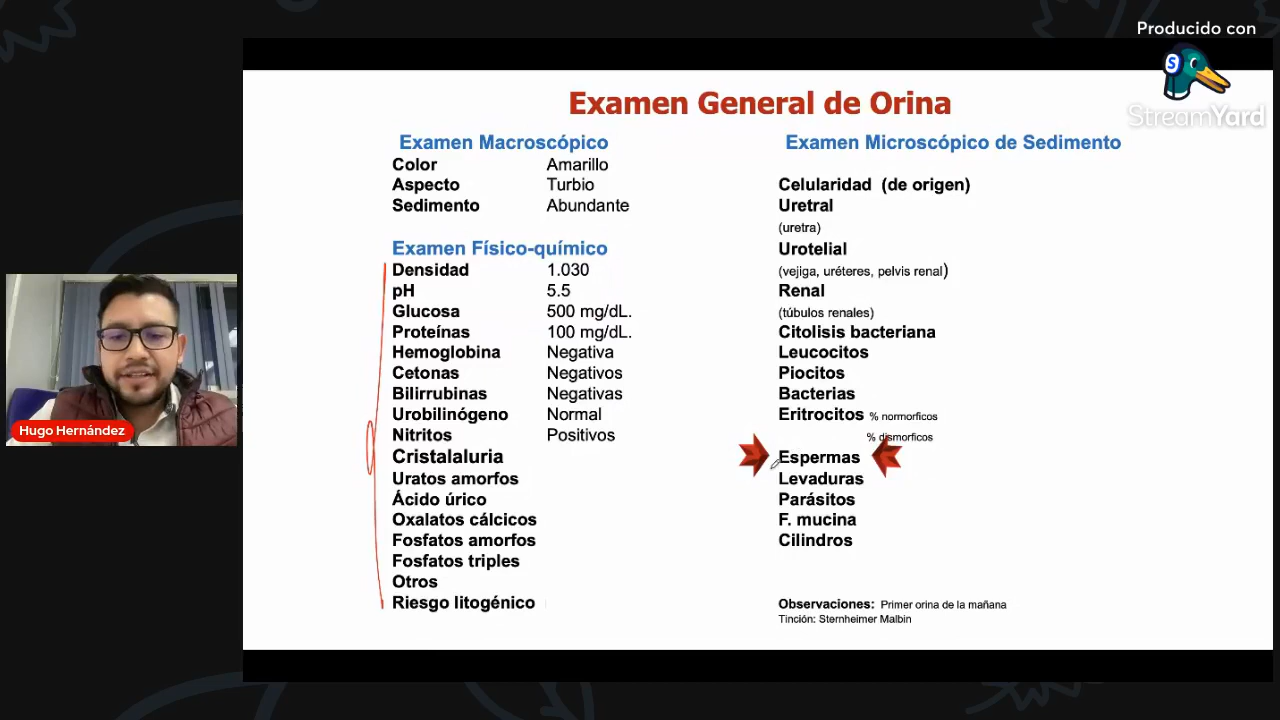 Producido con
StreamYard
Hugo Hernández
Examen General de Orina
Examen Macroscópico
Color Amarillo
Aspecto Turbio
Sedimento Abundante
Examen Físico-químico
Densidad 1.030
pH 5.5
Glucosa 500 mg/dL.
Proteínas 100 mg/dL.
Hemoglobina Negativa
Cetonas Negativos
Bilirrubinas Negativas
Urobilinógeno Normal
Nitritos Positivos
Cristalaluria
Uratos amorfos
Ácido úrico
Oxalatos cálcicos
Fosfatos amorfos
Fosfatos triples
Otros
Riesgo litogénico
Examen Microscópico de Sedimento
Celularidad (de origen)
Uretral
(uretra)
Urotelial
(vejiga, uréteres, pelvis renal)
Renal
(túbulos renales)
Citolisis bacteriana
Leucocitos
Piocitos
Bacterias
Eritrocitos % normorficos
% dismorficos
Espermas
Levaduras
Parásitos
F. mucina
Cilindros
Observaciones: Primer orina de la mañana
Tinción: Sternheimer Malbin